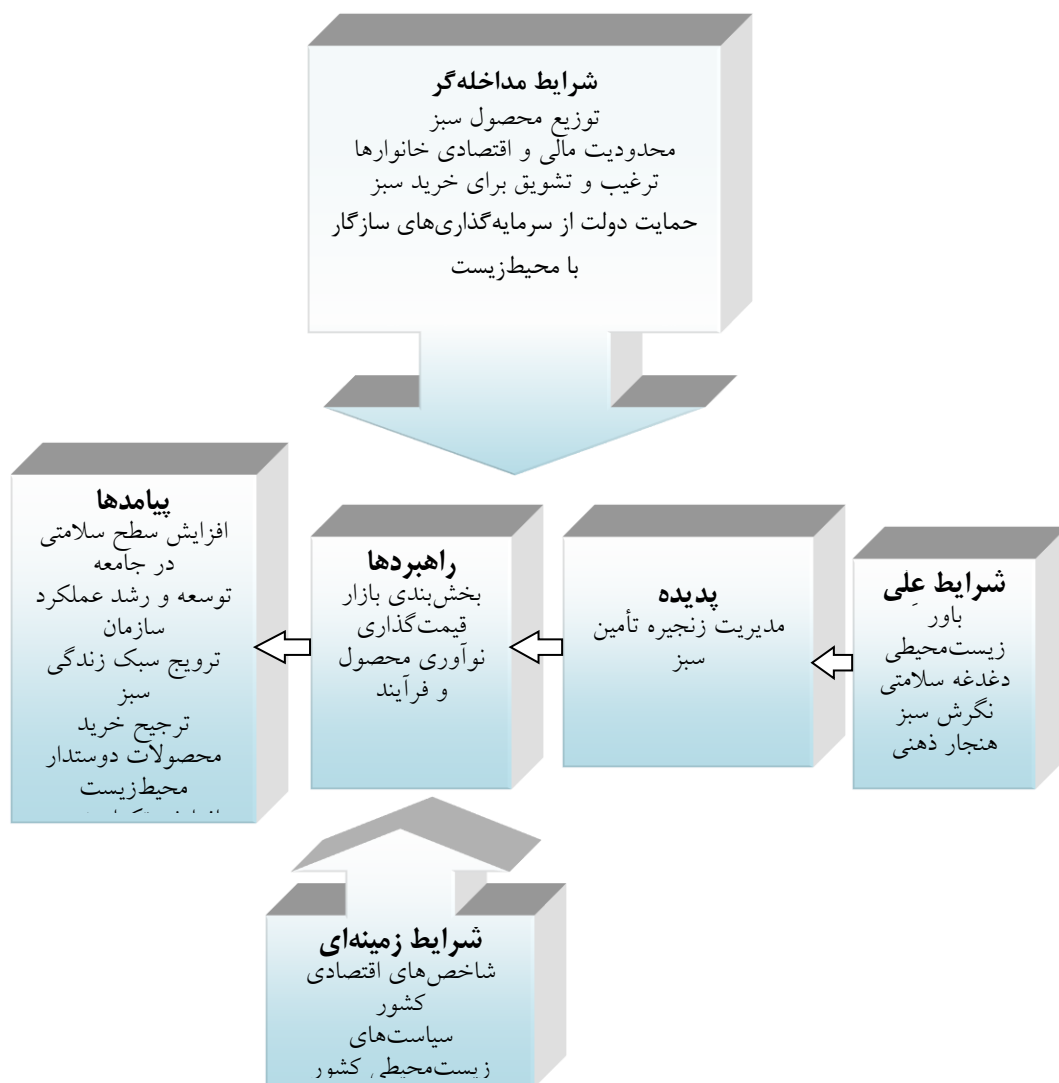 شرایط مداخله‌گر
توزیع محصول سبز
محدودیت مالی و اقتصادی خانوارها
ترغیب و تشویق برای خرید سبز
حمایت دولت از سرمایه‌گذاری‌های سازگار
با محیط‌زیست
شرایط عِلّی
باور
زیست‌محیطی
دغدغه سلامتی
نگرش سبز
هنجار ذهنی
پدیده
مدیریت زنجیره تأمین
سبز
راهبردها
بخش‌بندی بازار
قیمت‌گذاری
نوآوری محصول
و فرآیند
پیامدها
افزایش سطح سلامتی
در جامعه
توسعه و رشد عملکرد
سازمان
ترویج سبک زندگی
سبز
ترجیح خرید
محصولات دوستدار
محیط‌زیست
شرایط زمینه‌ای
شاخص‌های اقتصادی
کشور
سیاست‌های
زیست‌محیطی کشور